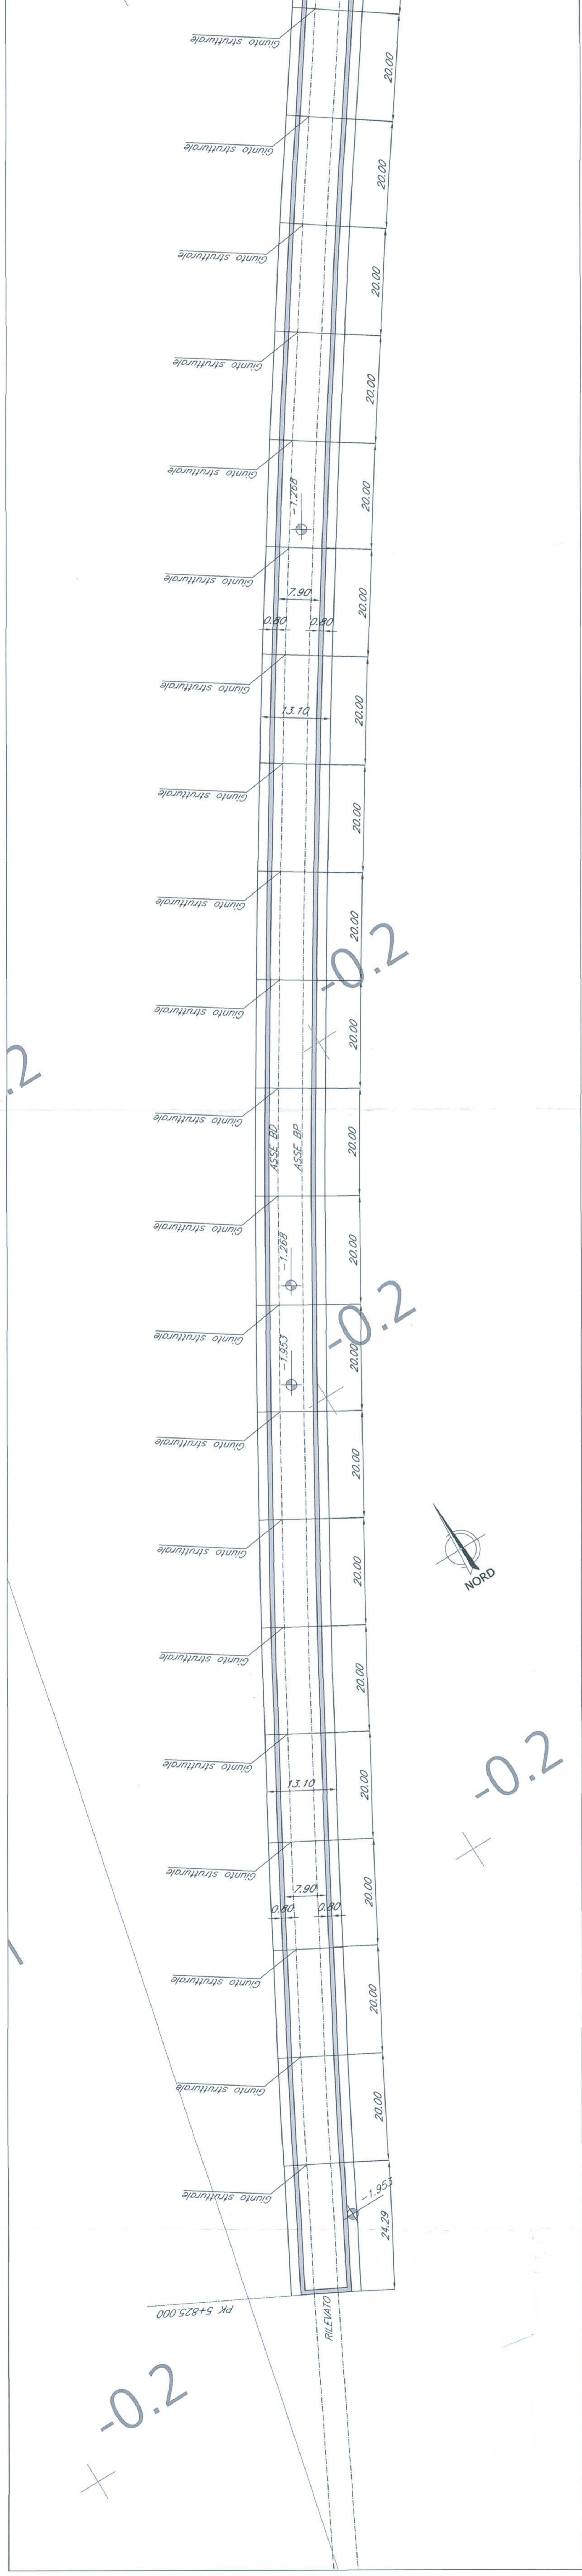 Giunto strutturale
20.00
Giunto strutturale
20.00
Giunto strutturale
20.00
Giunto strutturale
20.00
Giunto strutturale
-1.268
20.00
Giunto strutturale
7.90
20.00
0.80
0.80
Giunto strutturale
13.10
20.00
Giunto strutturale
20.00
Giunto strutturale
20.00
-0.2
Giunto strutturale
20.00
.2
Giunto strutturale
ASSE BD
ASSE BP
20.00
Giunto strutturale
-1.268
20.00
-0.2
Giunto strutturale
-1.953
20.00
Giunto strutturale
20.00
Giunto strutturale
20.00
NORD
Giunto strutturale
20.00
Giunto strutturale
13.10
20.00
-0.2
Giunto strutturale
7.90
20.00
0.80
0.80
Giunto strutturale
20.00
Giunto strutturale
20.00
Giunto strutturale
-1.953
24.29
PK 5+825.000
RILEVATO
-0.2